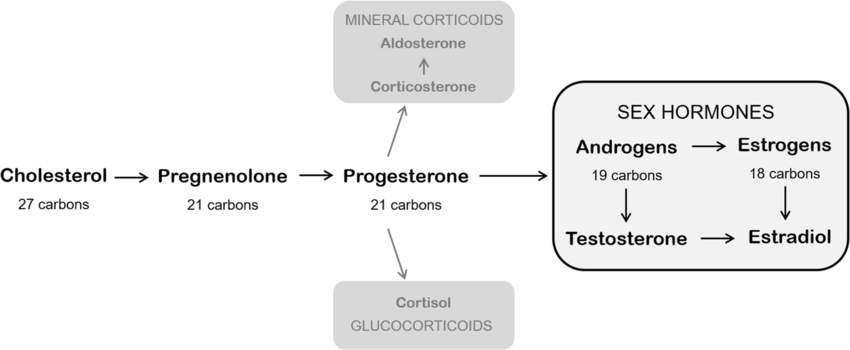 MINERAL CORTICOIDS
Aldosterone
Corticosterone
SEX HORMONES
Androgens
Estrogens
19 carbons
18 carbons
Cholesterol
Pregnenolone
Progesterone
27 carbons
21 carbons
21 carbons
Testosterone
Estradiol
Cortisol
GLUCOCORTICOIDS